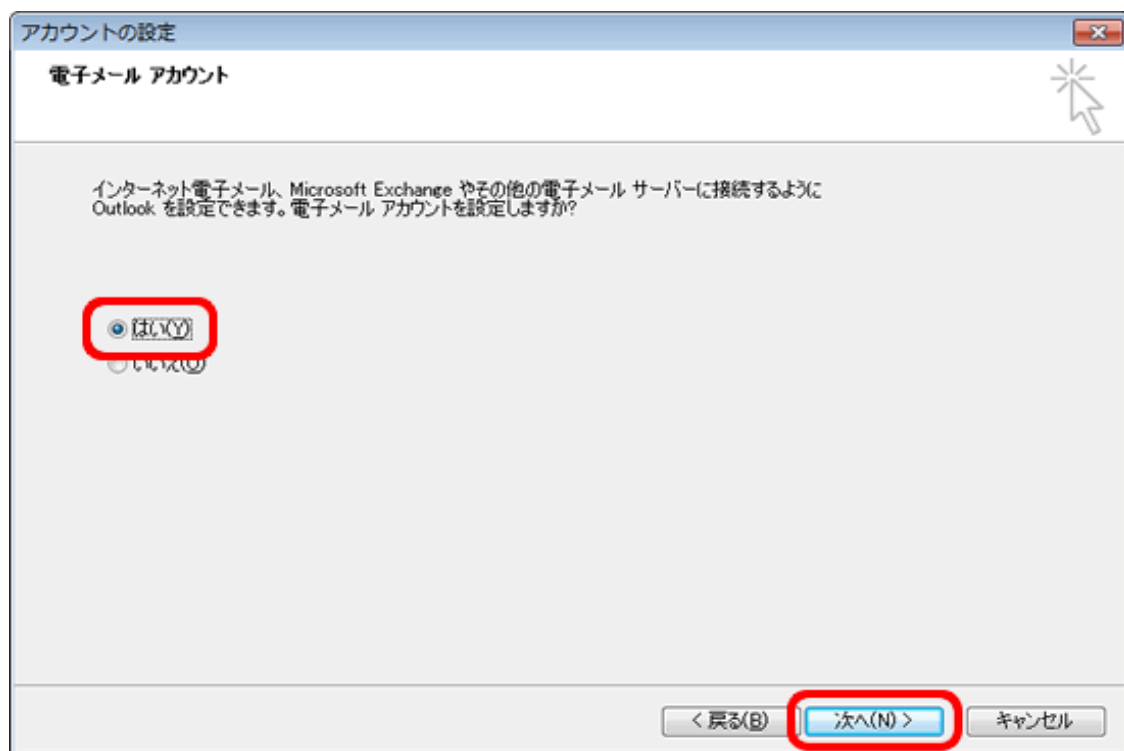 アカウントの設定
電子メール アカウント
インターネット電子メール、Microsoft Exchange やその他の電子メール サーバーに接続するように
Outlook を設定できます。電子メール アカウントを設定しますか?
はい(Y)
いいえ(O)
< 戻る(B)
次へ(N) >
キャンセル